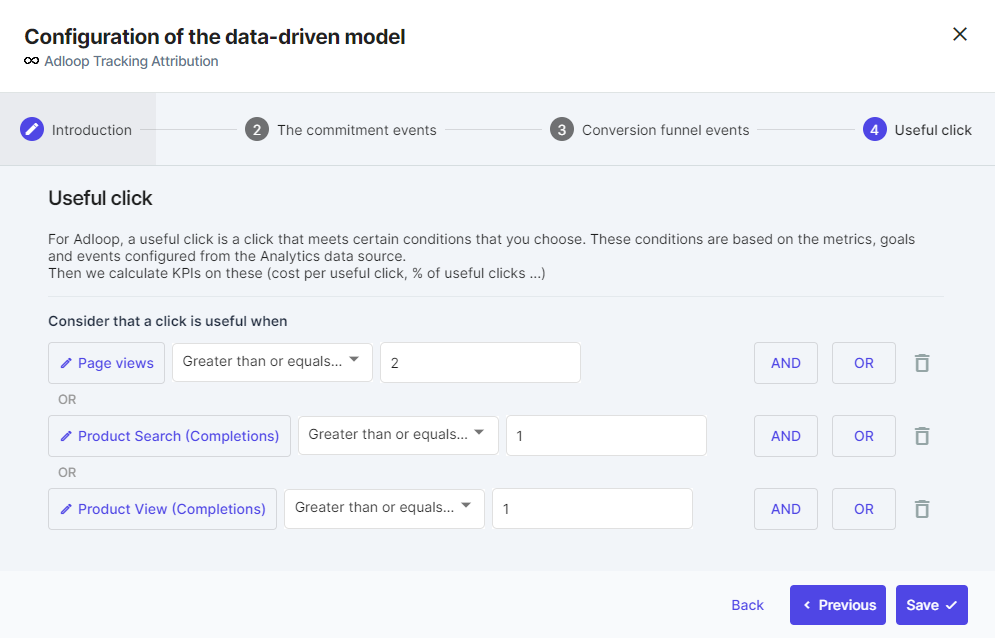 Configuration of the data-driven model
Adloop Tracking Attribution
Introduction
2 The commitment events
3 Conversion funnel events
4 Useful click
Useful click
For Adloop, a useful click is a click that meets certain conditions that you choose. These conditions are based on the metrics, goals
and events configured from the Analytics data source.
Then we calculate KPIs on these (cost per useful click, % of useful clicks ...)
Consider that a click is useful when
Page views Greater than or equals... 2 AND OR
OR
Product Search (Completions) Greater than or equals... 1 AND OR
OR
Product View (Completions) Greater than or equals... 1 AND OR
Back Previous Save